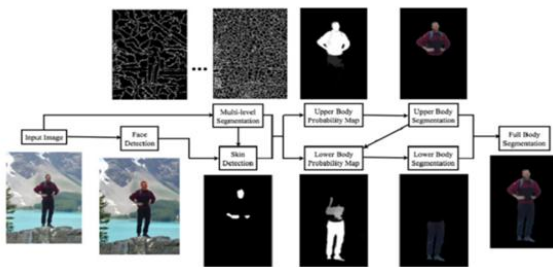 Multi-level
Segmentation
Upper Body
Probability Map
Upper Body
Segmentation
Input Image
Face
Detection
Skin
Detection
Lower Body
Probability Map
Lower Body
Segmentation
Full Body
Segmentation